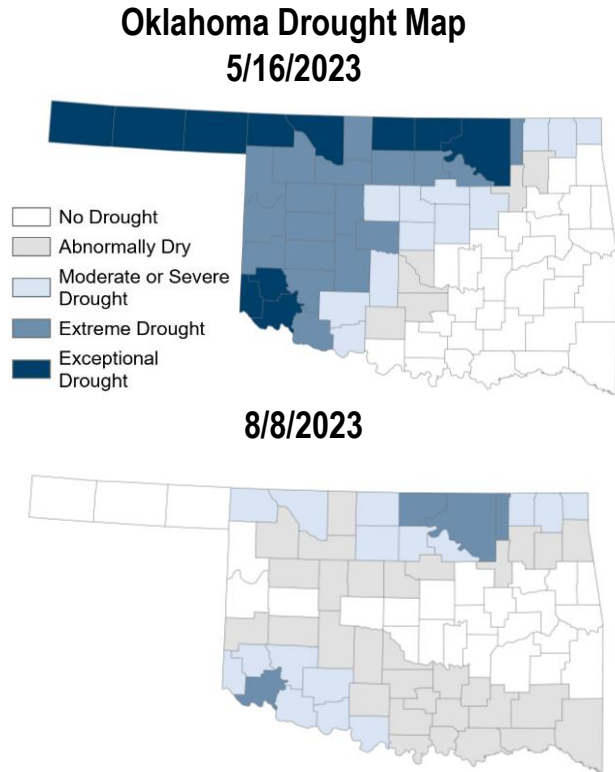 Oklahoma Drought Map
5/16/2023
No Drought
Abnormally Dry
Moderate or Severe
Drought
Extreme Drought
Exceptional
Drought
8/8/2023